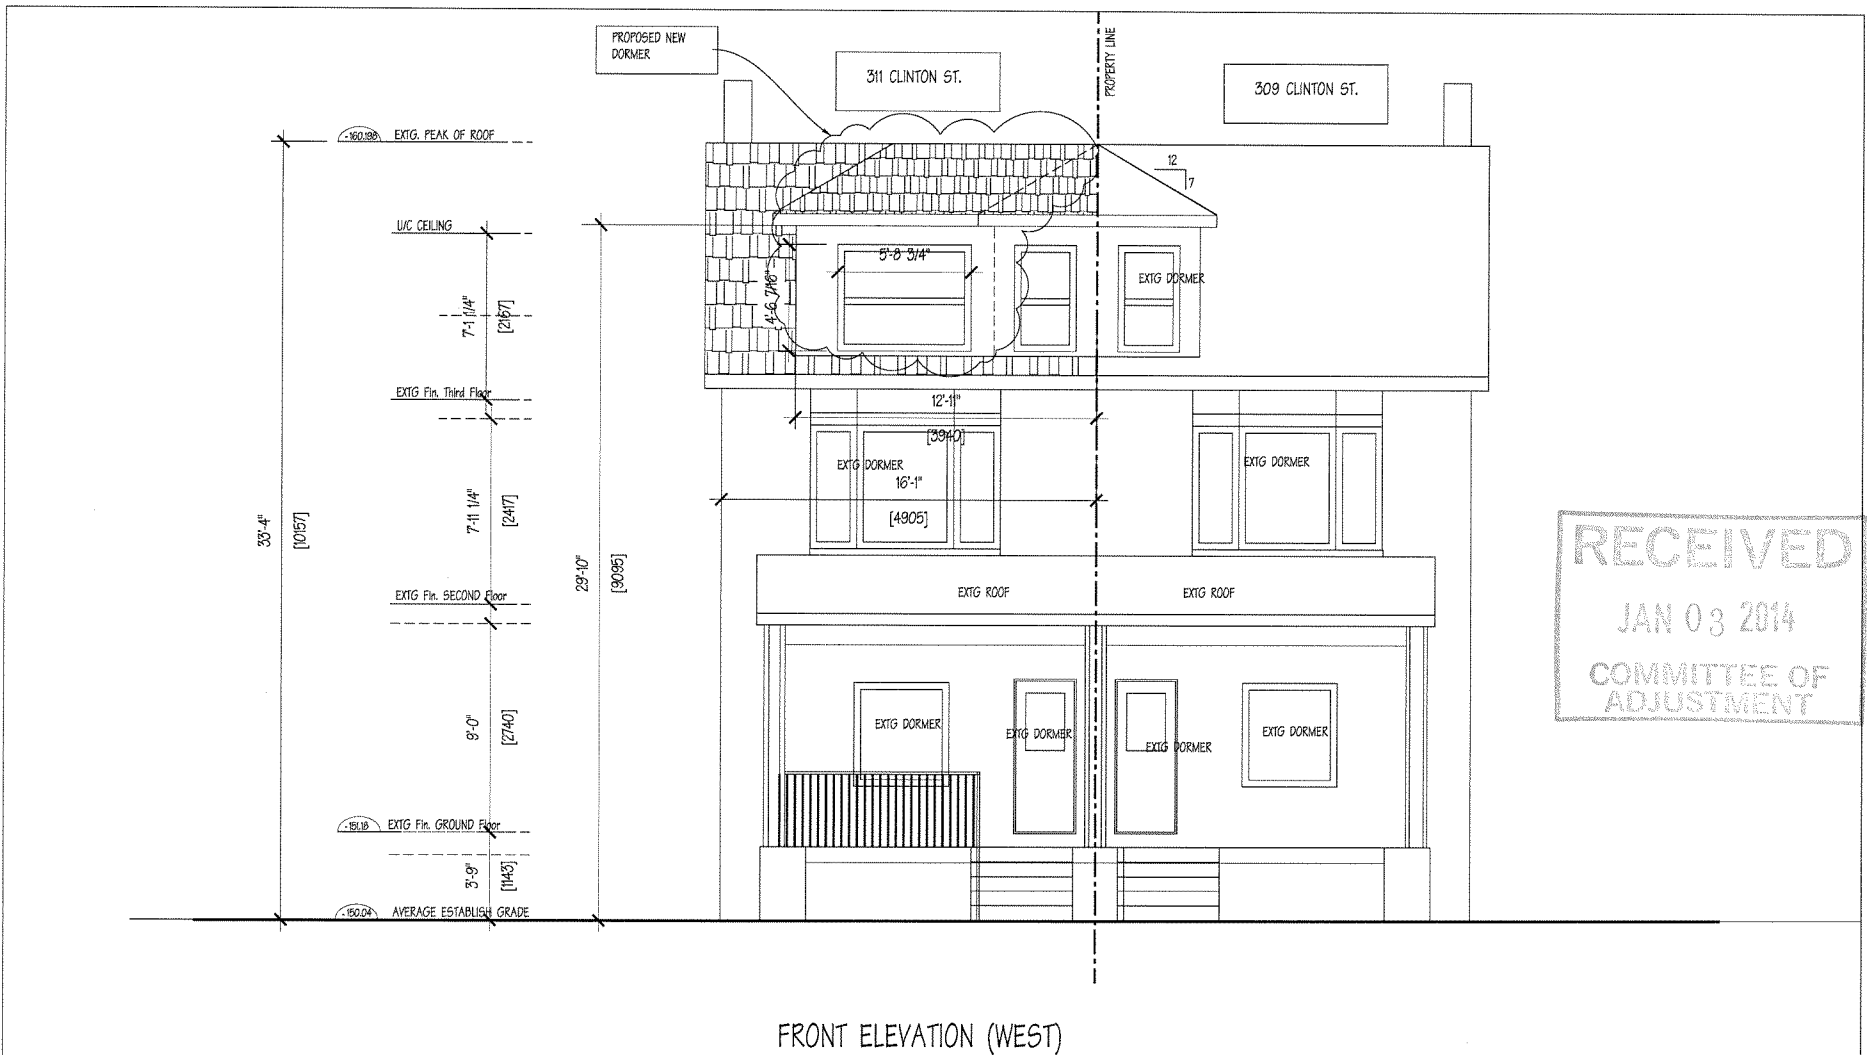 PROPOSED NEW
DORMER
311 CLINTON ST.
PROPERTY LINE
309 CLINTON ST.
-160.198 EXTG. PEAK OF ROOF
12
7
U/C CEILING
5'-8 3/4"
EXTG DORMER
4'-6 7/16"
7'-1 1/4"
[2167]
EXTG Fin. Third Floor
12'-11"
[3940]
EXTG DORMER
EXTG DORMER
16'-1"
[4905]
33'-4"
[10157]
7'-11 1/4"
[2417]
29'-10"
[9095]
RECEIVED
JAN 03 2014
COMMITTEE OF
ADJUSTMENT
EXTG Fin. SECOND Floor
EXTG ROOF
EXTG ROOF
9'-0"
[2740]
EXTG DORMER
EXTG DORMER
EXTG DORMER
EXTG DORMER
-151.18 EXTG Fin. GROUND Floor
3'-9"
[1143]
-150.04 AVERAGE ESTABLISH GRADE
FRONT ELEVATION (WEST)